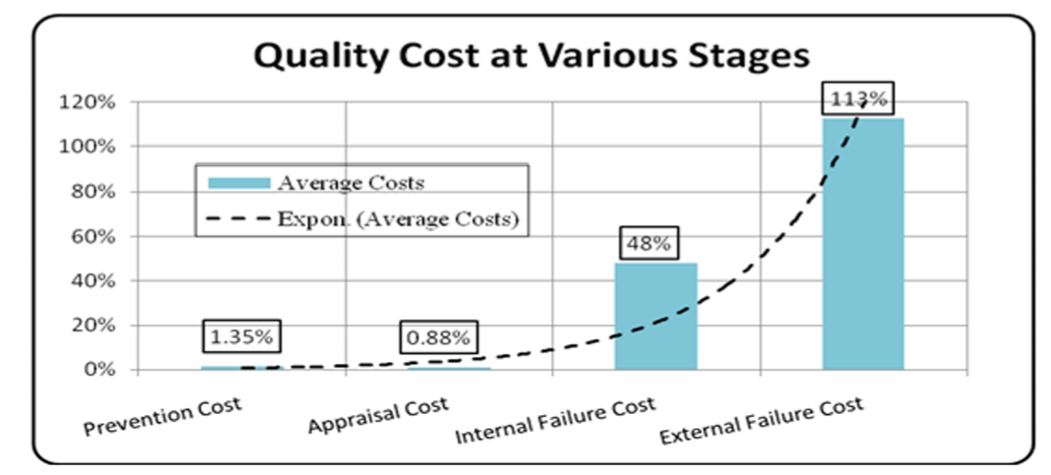 Quality Cost at Various Stages
120%
100%
80%
60%
40%
20%
0%
Average Costs
Expon. (Average Costs)
1.35%
0.88%
48%
113%
Prevention Cost
Appraisal Cost
Internal Failure Cost
External Failure Cost